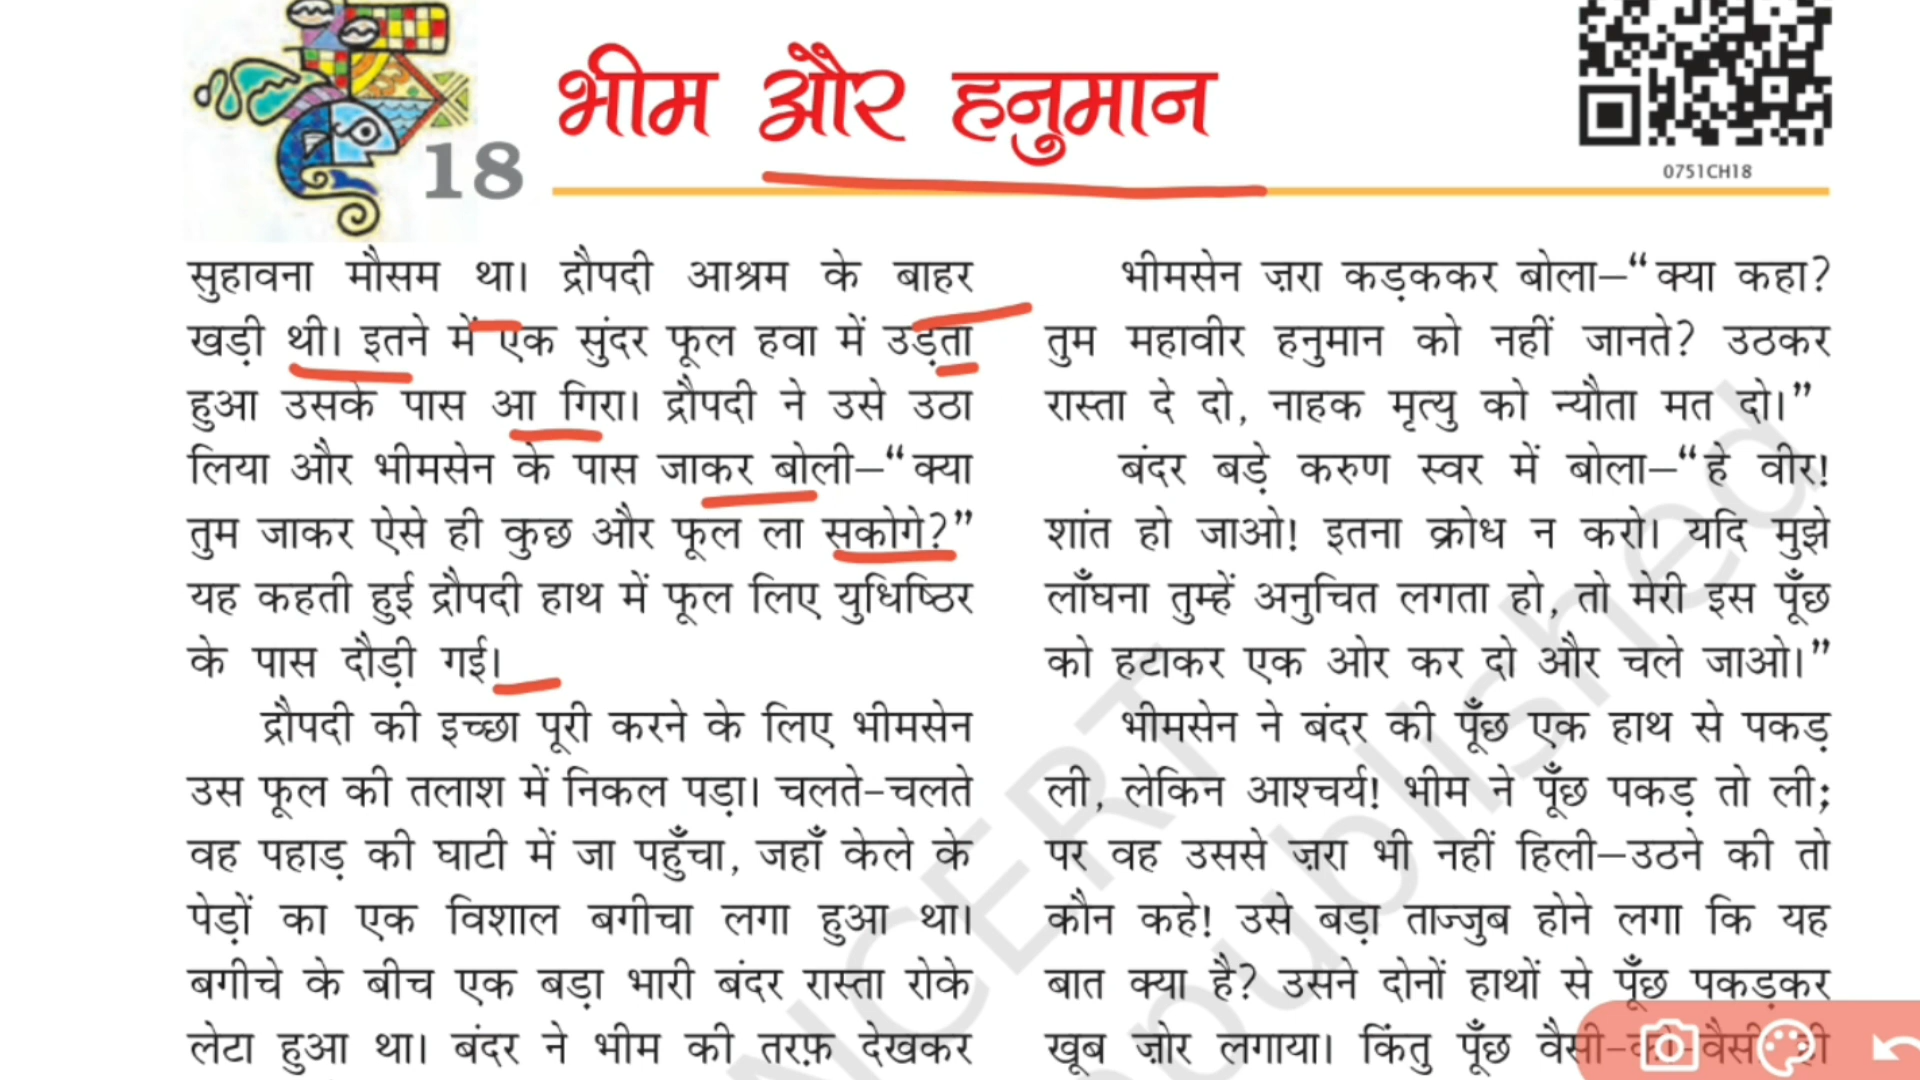 18
भीम और हनुमान
0751CH18
सुहावना मौसम था। द्रौपदी आश्रम के बाहर
खड़ी थी। इतने में एक सुंदर फूल हवा में उड़ता
हुआ उसके पास आ गिरा। द्रौपदी ने उसे उठा
लिया और भीमसेन के पास जाकर बोली–“क्या
तुम जाकर ऐसे ही कुछ और फूल ला सकोगे?”
यह कहती हुई द्रौपदी हाथ में फूल लिए युधिष्ठिर
के पास दौड़ी गई।
द्रौपदी की इच्छा पूरी करने के लिए भीमसेन
उस फूल की तलाश में निकल पड़ा। चलते-चलते
वह पहाड़ की घाटी में जा पहुँचा, जहाँ केले के
पेड़ों का एक विशाल बगीचा लगा हुआ था।
बगीचे के बीच एक बड़ा भारी बंदर रास्ता रोके
लेटा हुआ था। बंदर ने भीम की तरफ़ देखकर
भीमसेन ज़रा कड़ककर बोला–“क्या कहा?
तुम महावीर हनुमान को नहीं जानते? उठकर
रास्ता दे दो, नाहक मृत्यु को न्यौता मत दो।”
बंदर बड़े करुण स्वर में बोला–“हे वीर!
शांत हो जाओ! इतना क्रोध न करो। यदि मुझे
लाँघना तुम्हें अनुचित लगता हो, तो मेरी इस पूँछ
को हटाकर एक ओर कर दो और चले जाओ।”
भीमसेन ने बंदर की पूँछ एक हाथ से पकड़
ली, लेकिन आश्चर्य! भीम ने पूँछ पकड़ तो ली;
पर वह उससे ज़रा भी नहीं हिली–उठने की तो
कौन कहे! उसे बड़ा ताज्जुब होने लगा कि यह
बात क्या है? उसने दोनों हाथों से पूँछ पकड़कर
खूब ज़ोर लगाया। किंतु पूँछ वैसी-की-वैसी ही
NCERT
published